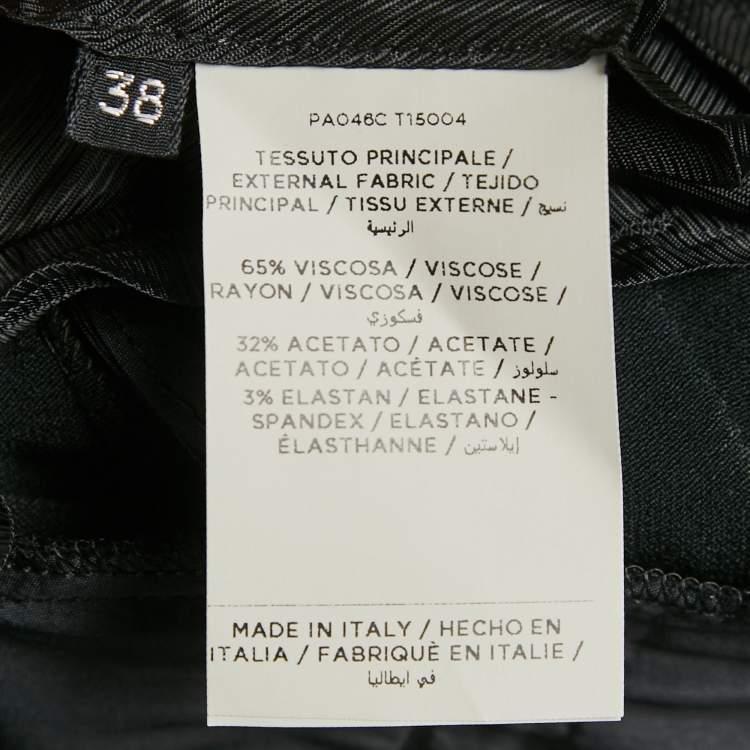 38
PA046C T15004
TESSUTO PRINCIPALE /
EXTERNAL FABRIC / TEJIDO
PRINCIPAL / TISSU EXTERNE / نسيج
الرئيسية
65% VISCOSA / VISCOSE /
RAYON / VISCOSA / VISCOSE /
فسكوزي
32% ACETATO / ACETATE /
ACETATO / ACÉTATE / سلولوز
3% ELASTAN / ELASTANE -
SPANDEX / ELASTANO /
ÉLASTHANNE / إيلاستين
MADE IN ITALY / HECHO EN
ITALIA / FABRIQUÈ EN ITALIE /
في ايطاليا